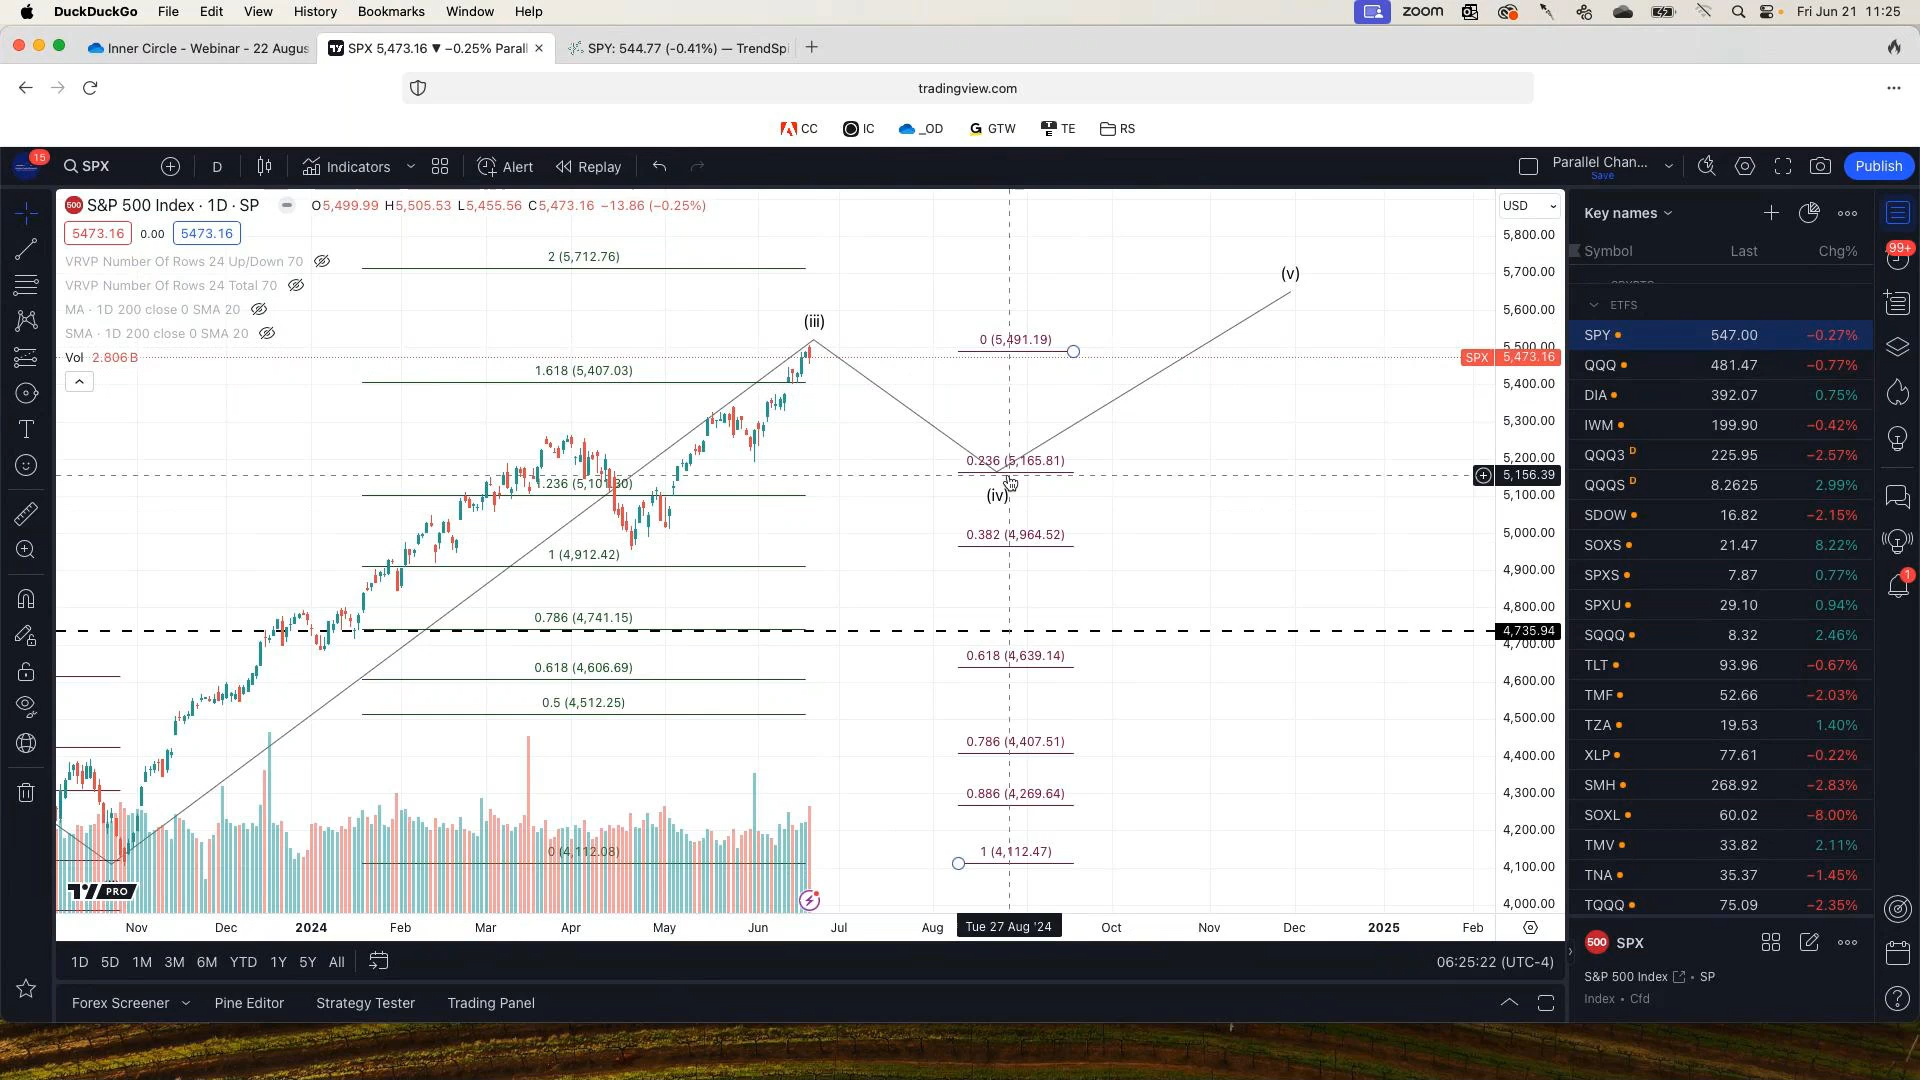 DuckDuckGo File Edit View History Bookmarks Window Help
zoom
Fri Jun 21 11:25
Inner Circle - Webinar - 22 Augus
SPX 5,473.16 ▼ −0.25% Paral
SPY: 544.77 (-0.41%) — TrendSp
tradingview.com
CC IC _OD GTW TE RS
15
SPX
D
Indicators
Alert
Replay
Parallel Chan...
Save
Publish
S&P 500 Index · 1D · SP
O5,499.99 H5,505.53 L5,455.56 C5,473.16 −13.86 (−0.25%)
5473.16 0.00 5473.16
VRVP Number Of Rows 24 Up/Down 70
VRVP Number Of Rows 24 Total 70
MA · 1D 200 close 0 SMA 20
SMA · 1D 200 close 0 SMA 20
Vol 2.806B
2 (5,712.76)
1.618 (5,407.03)
1.236 (5,101.30)
1 (4,912.42)
0.786 (4,741.15)
0.618 (4,606.69)
0.5 (4,512.25)
0 (4,112.08)
(iii)
(iv)
(v)
0 (5,491.19)
0.236 (5,165.81)
0.382 (4,964.52)
0.618 (4,639.14)
0.786 (4,407.51)
0.886 (4,269.64)
1 (4,112.47)
USD
5,800.00
5,700.00
5,600.00
5,500.00
SPX 5,473.16
5,400.00
5,300.00
5,200.00
5,156.39
5,100.00
5,000.00
4,900.00
4,800.00
4,735.94
4,700.00
4,600.00
4,500.00
4,400.00
4,300.00
4,200.00
4,100.00
4,000.00
PRO
Nov Dec 2024 Feb Mar Apr May Jun Jul Aug Tue 27 Aug '24 Oct Nov Dec 2025 Feb
1D 5D 1M 3M 6M YTD 1Y 5Y All
06:25:22 (UTC-4)
Forex Screener Pine Editor Strategy Tester Trading Panel
Key names
Symbol Last Chg%
ETFS
SPY 547.00 −0.27%
QQQ 481.47 −0.77%
DIA 392.07 0.75%
IWM 199.90 −0.42%
QQQ3 D 225.95 −2.57%
QQQS D 8.2625 2.99%
SDOW 16.82 −2.15%
SOXS 21.47 8.22%
SPXS 7.87 0.77%
SPXU 29.10 0.94%
SQQQ 8.32 2.46%
TLT 93.96 −0.67%
TMF 52.66 −2.03%
TZA 19.53 1.40%
XLP 77.61 −0.22%
SMH 268.92 −2.83%
SOXL 60.02 −8.00%
TMV 33.82 2.11%
TNA 35.37 −1.45%
TQQQ 75.09 −2.35%
500 SPX
S&P 500 Index · SP
Index · Cfd
99+
1